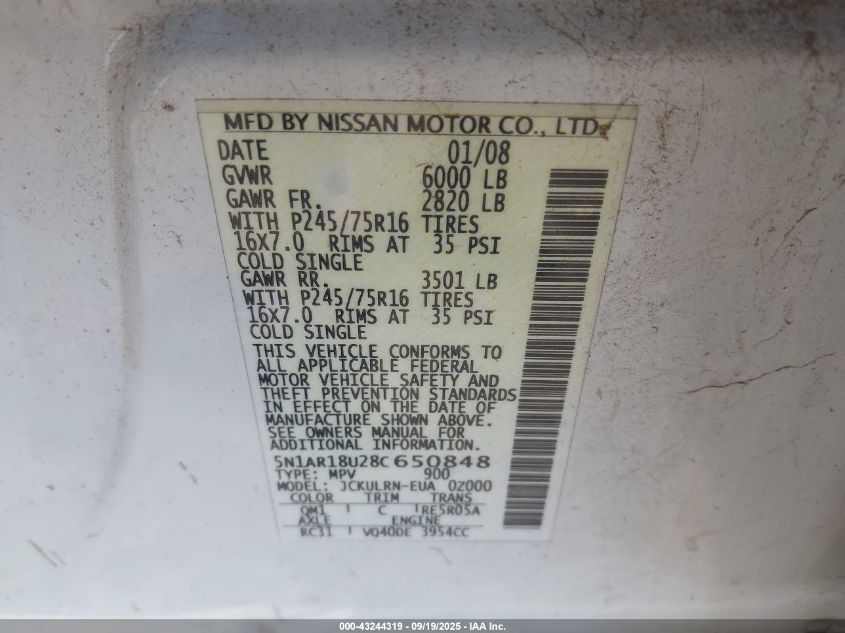 MFD BY NISSAN MOTOR CO., LTD.
DATE 01/08
GVWR 6000 LB
GAWR FR. 2820 LB
WITH P245/75R16 TIRES
16X7.0 RIMS AT 35 PSI
COLD SINGLE
GAWR RR. 3501 LB
WITH P245/75R16 TIRES
16X7.0 RIMS AT 35 PSI
COLD SINGLE
THIS VEHICLE CONFORMS TO
ALL APPLICABLE FEDERAL
MOTOR VEHICLE SAFETY AND
THEFT PREVENTION STANDARDS
IN EFFECT ON THE DATE OF
MANUFACTURE SHOWN ABOVE.
SEE OWNERS MANUAL FOR
ADDITIONAL INFORMATION.
5N1AR18U28C650848
TYPE: MPV 900
MODEL: JCKULRN-EUA 0Z000
COLOR TRIM TRANS
QM1 C RE5R05A
AXLE ENGINE
RC31 VQ40DE 3954CC
000-43244319 - 09/19/2025 - IAA Inc.